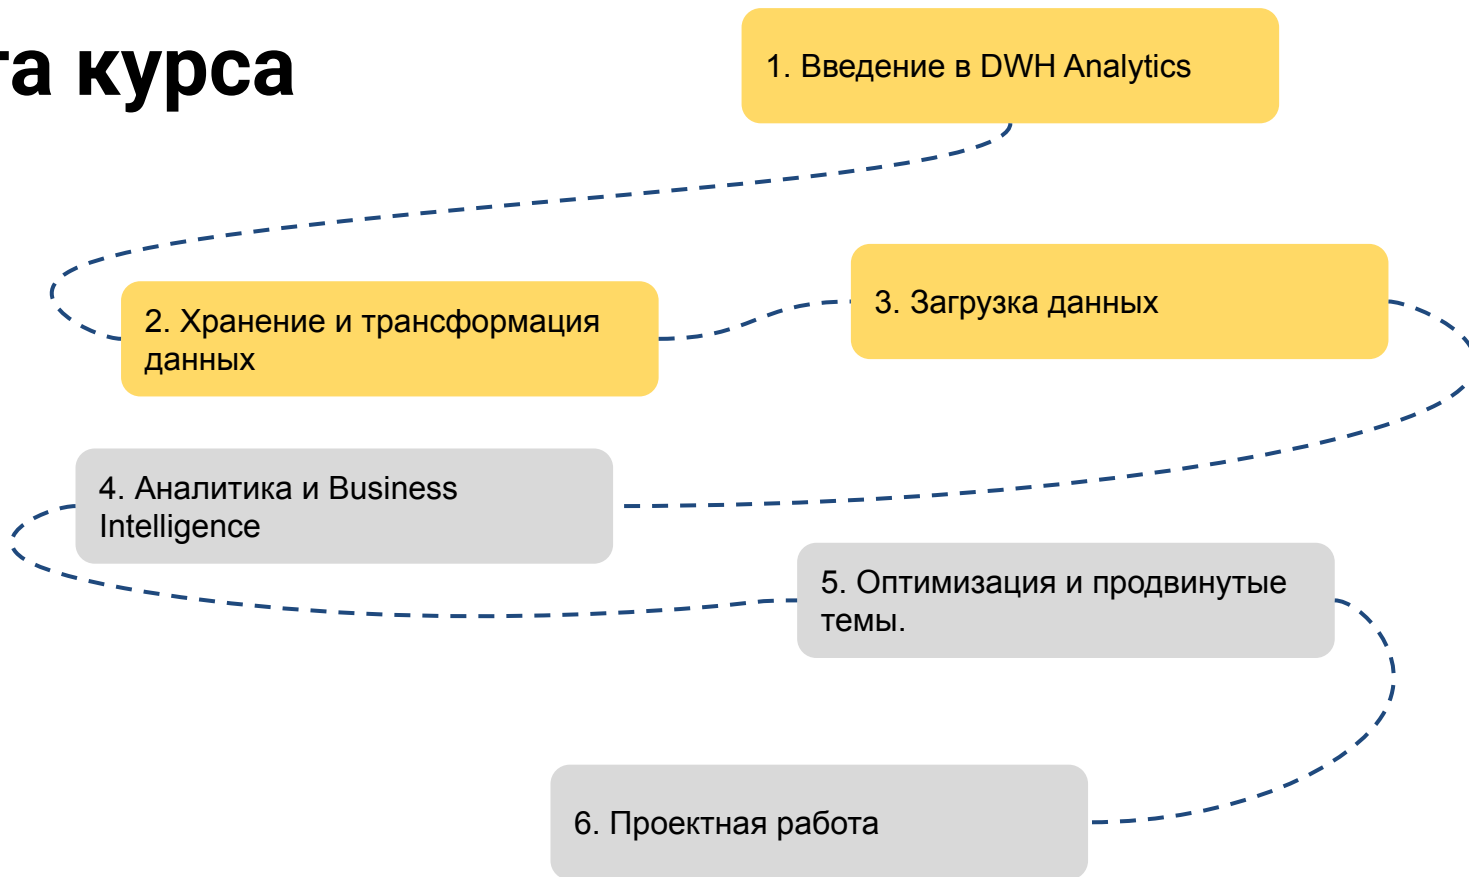 курса
1. Введение в DWH Analytics
2. Хранение и трансформация
данных
3. Загрузка данных
4. Аналитика и Business
Intelligence
5. Оптимизация и продвинутые
темы.
6. Проектная работа